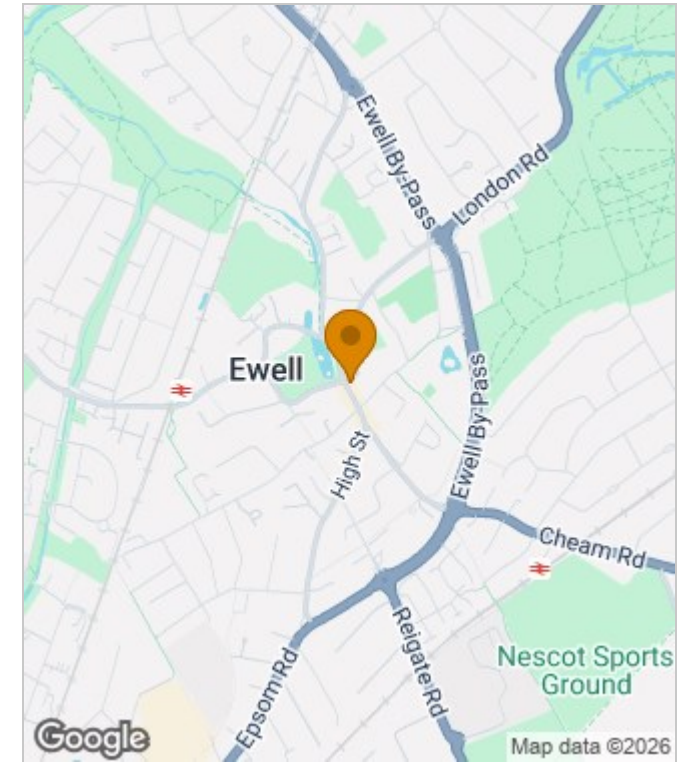 Ewell By-Pass
London Rd
Ewell
Ewell By-Pass
High St
Cheam Rd
Nescot Sports
Ground
Reigate Rd
Epsom Rd
Google
Map data ©2026